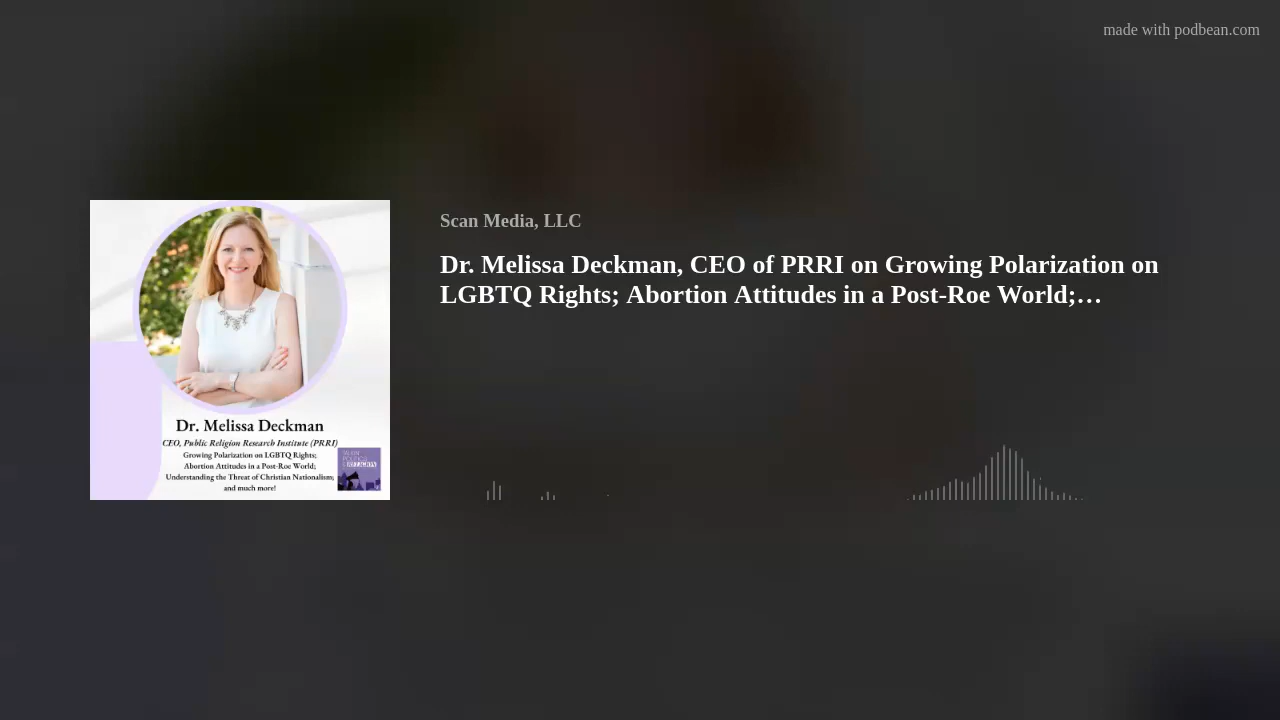 made with podbean.com
Scan Media, LLC
Dr. Melissa Deckman, CEO of PRRI on Growing Polarization on
LGBTQ Rights; Abortion Attitudes in a Post-Roe World;…
Dr. Melissa Deckman
CEO, Public Religion Research Institute (PRRI)
Growing Polarization on LGBTQ Rights;
Abortion Attitudes in a Post-Roe World;
Understanding the Threat of Christian Nationalism;
and much more!
POLITICS
& RELIGION